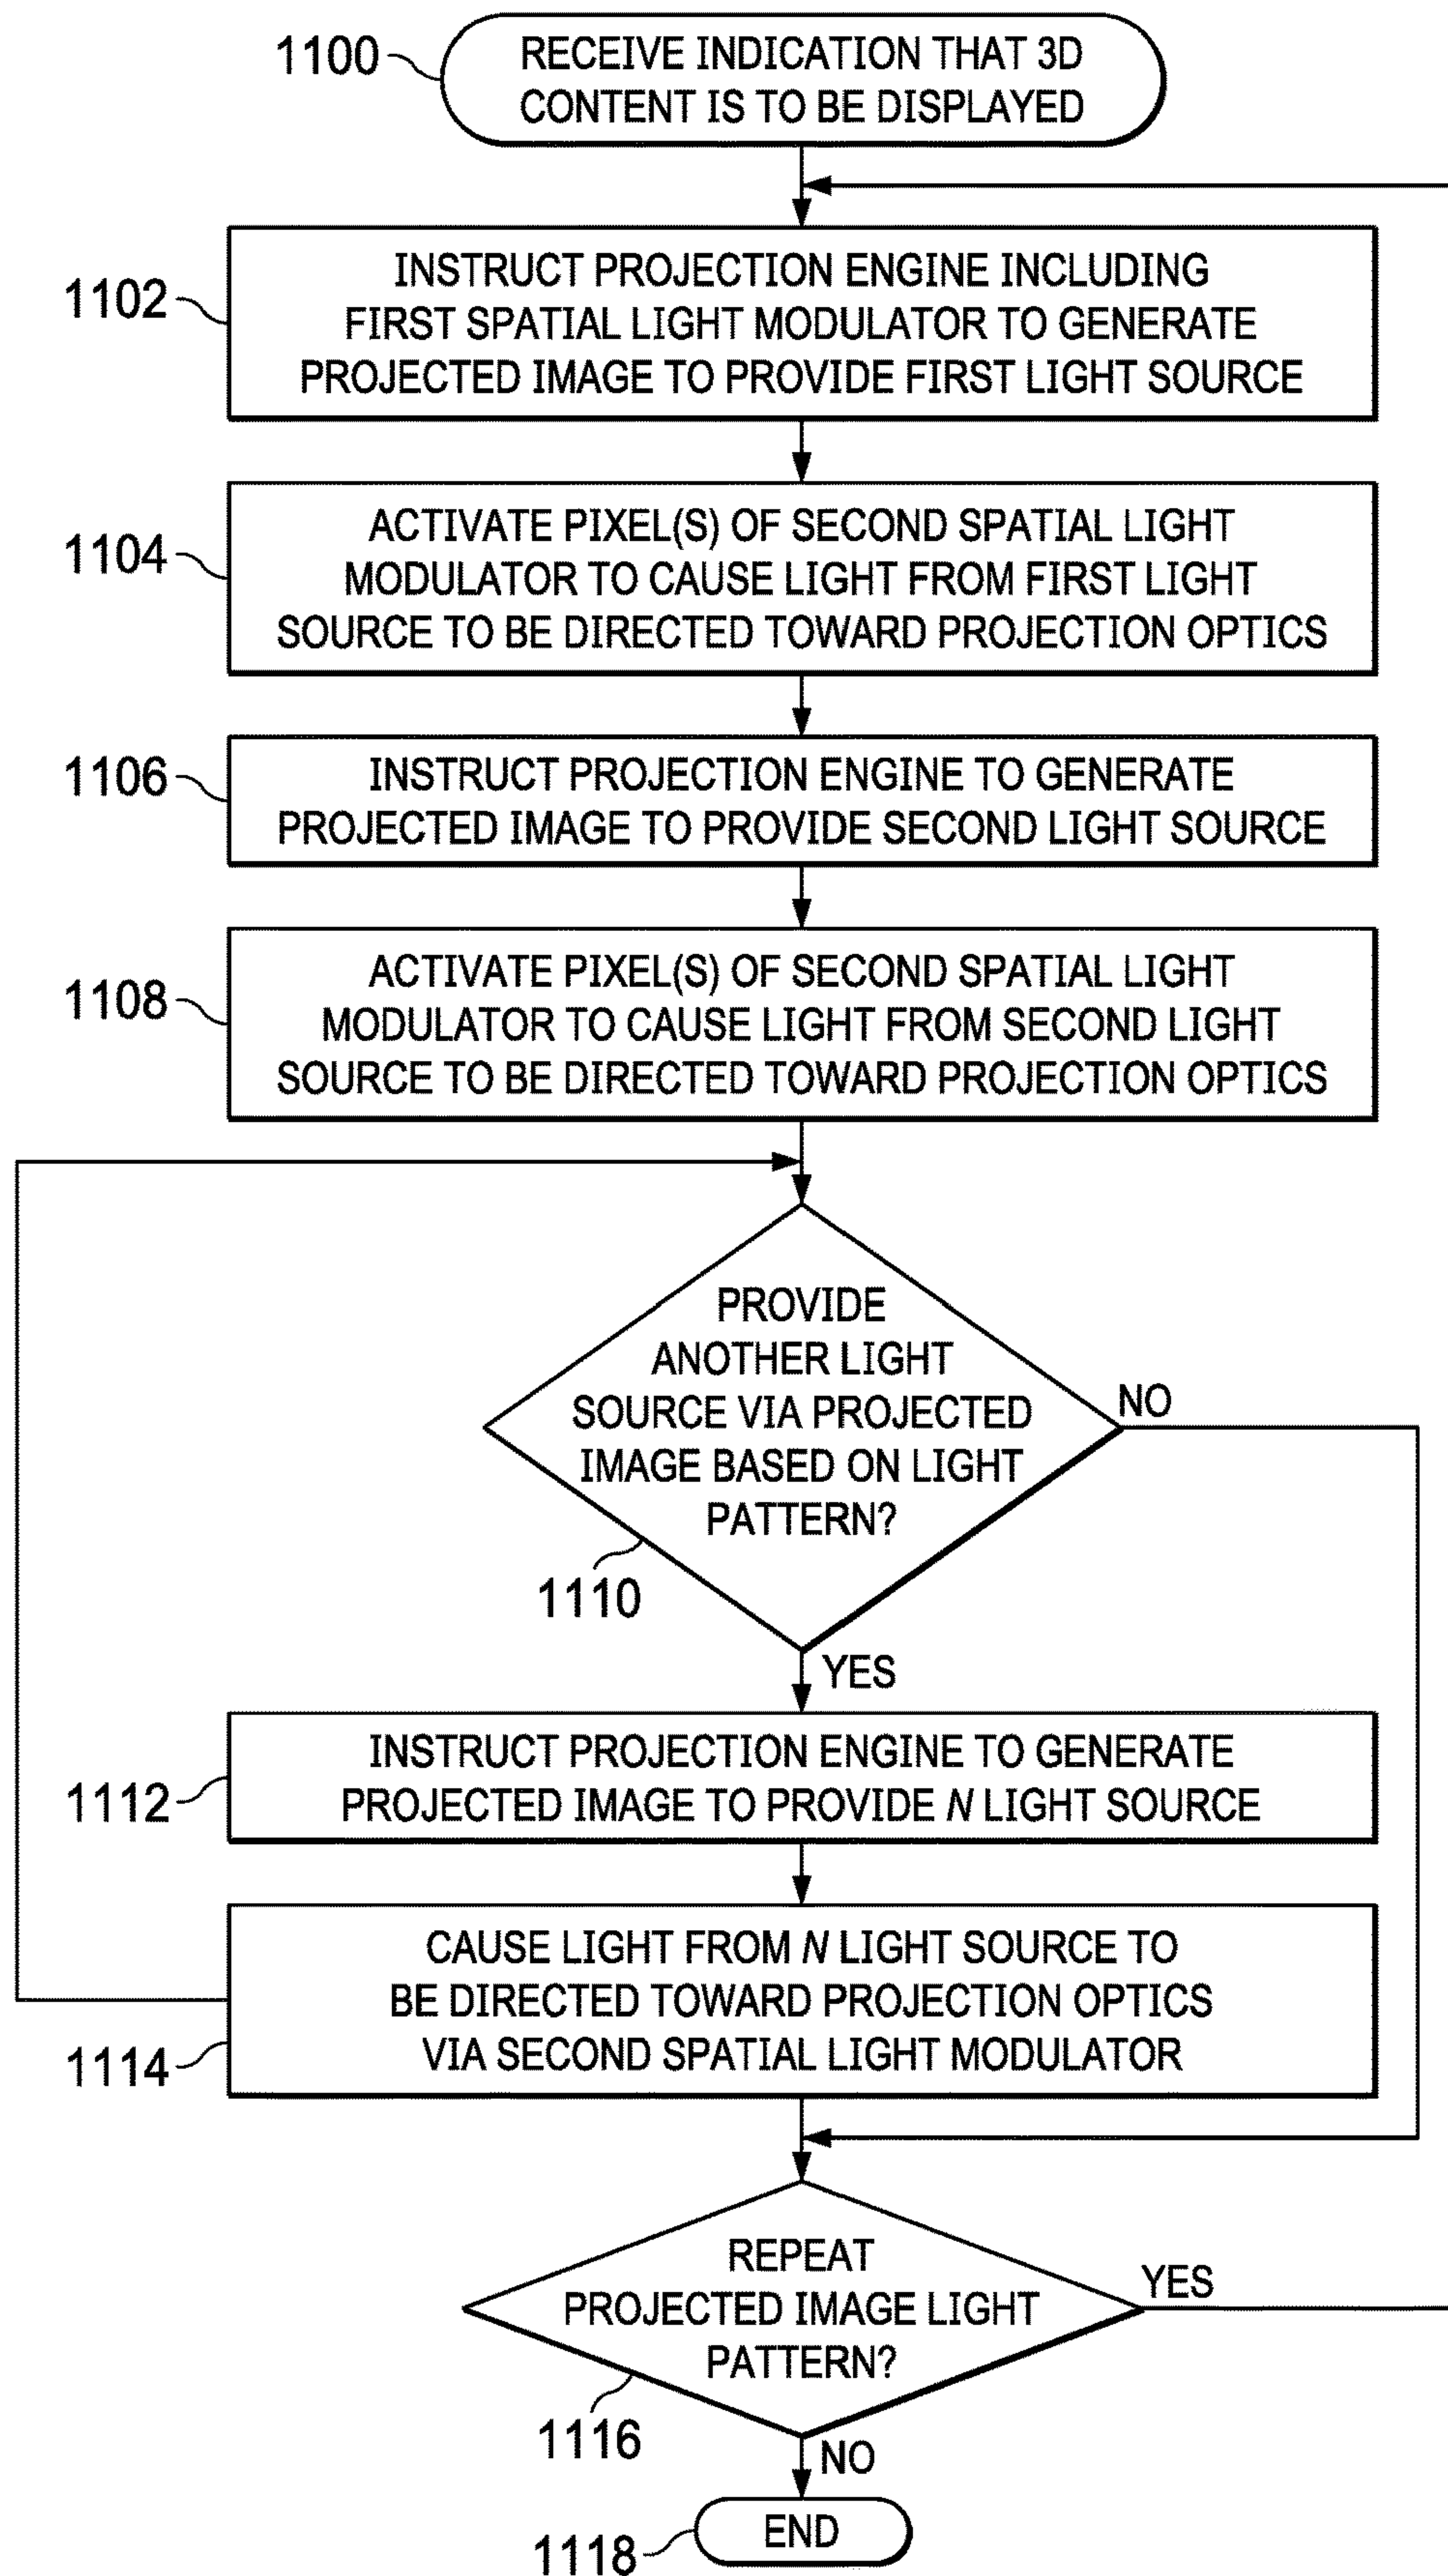 1100
RECEIVE INDICATION THAT 3D
CONTENT IS TO BE DISPLAYED
1102
INSTRUCT PROJECTION ENGINE INCLUDING
FIRST SPATIAL LIGHT MODULATOR TO GENERATE
PROJECTED IMAGE TO PROVIDE FIRST LIGHT SOURCE
1104
ACTIVATE PIXEL(S) OF SECOND SPATIAL LIGHT
MODULATOR TO CAUSE LIGHT FROM FIRST LIGHT
SOURCE TO BE DIRECTED TOWARD PROJECTION OPTICS
1106
INSTRUCT PROJECTION ENGINE TO GENERATE
PROJECTED IMAGE TO PROVIDE SECOND LIGHT SOURCE
1108
ACTIVATE PIXEL(S) OF SECOND SPATIAL LIGHT
MODULATOR TO CAUSE LIGHT FROM SECOND LIGHT
SOURCE TO BE DIRECTED TOWARD PROJECTION OPTICS
PROVIDE
ANOTHER LIGHT
SOURCE VIA PROJECTED
IMAGE BASED ON LIGHT
PATTERN?
NO
1110
YES
1112
INSTRUCT PROJECTION ENGINE TO GENERATE
PROJECTED IMAGE TO PROVIDE N LIGHT SOURCE
1114
CAUSE LIGHT FROM N LIGHT SOURCE TO
BE DIRECTED TOWARD PROJECTION OPTICS
VIA SECOND SPATIAL LIGHT MODULATOR
REPEAT
PROJECTED IMAGE LIGHT
PATTERN?
YES
1116
NO
1118
END